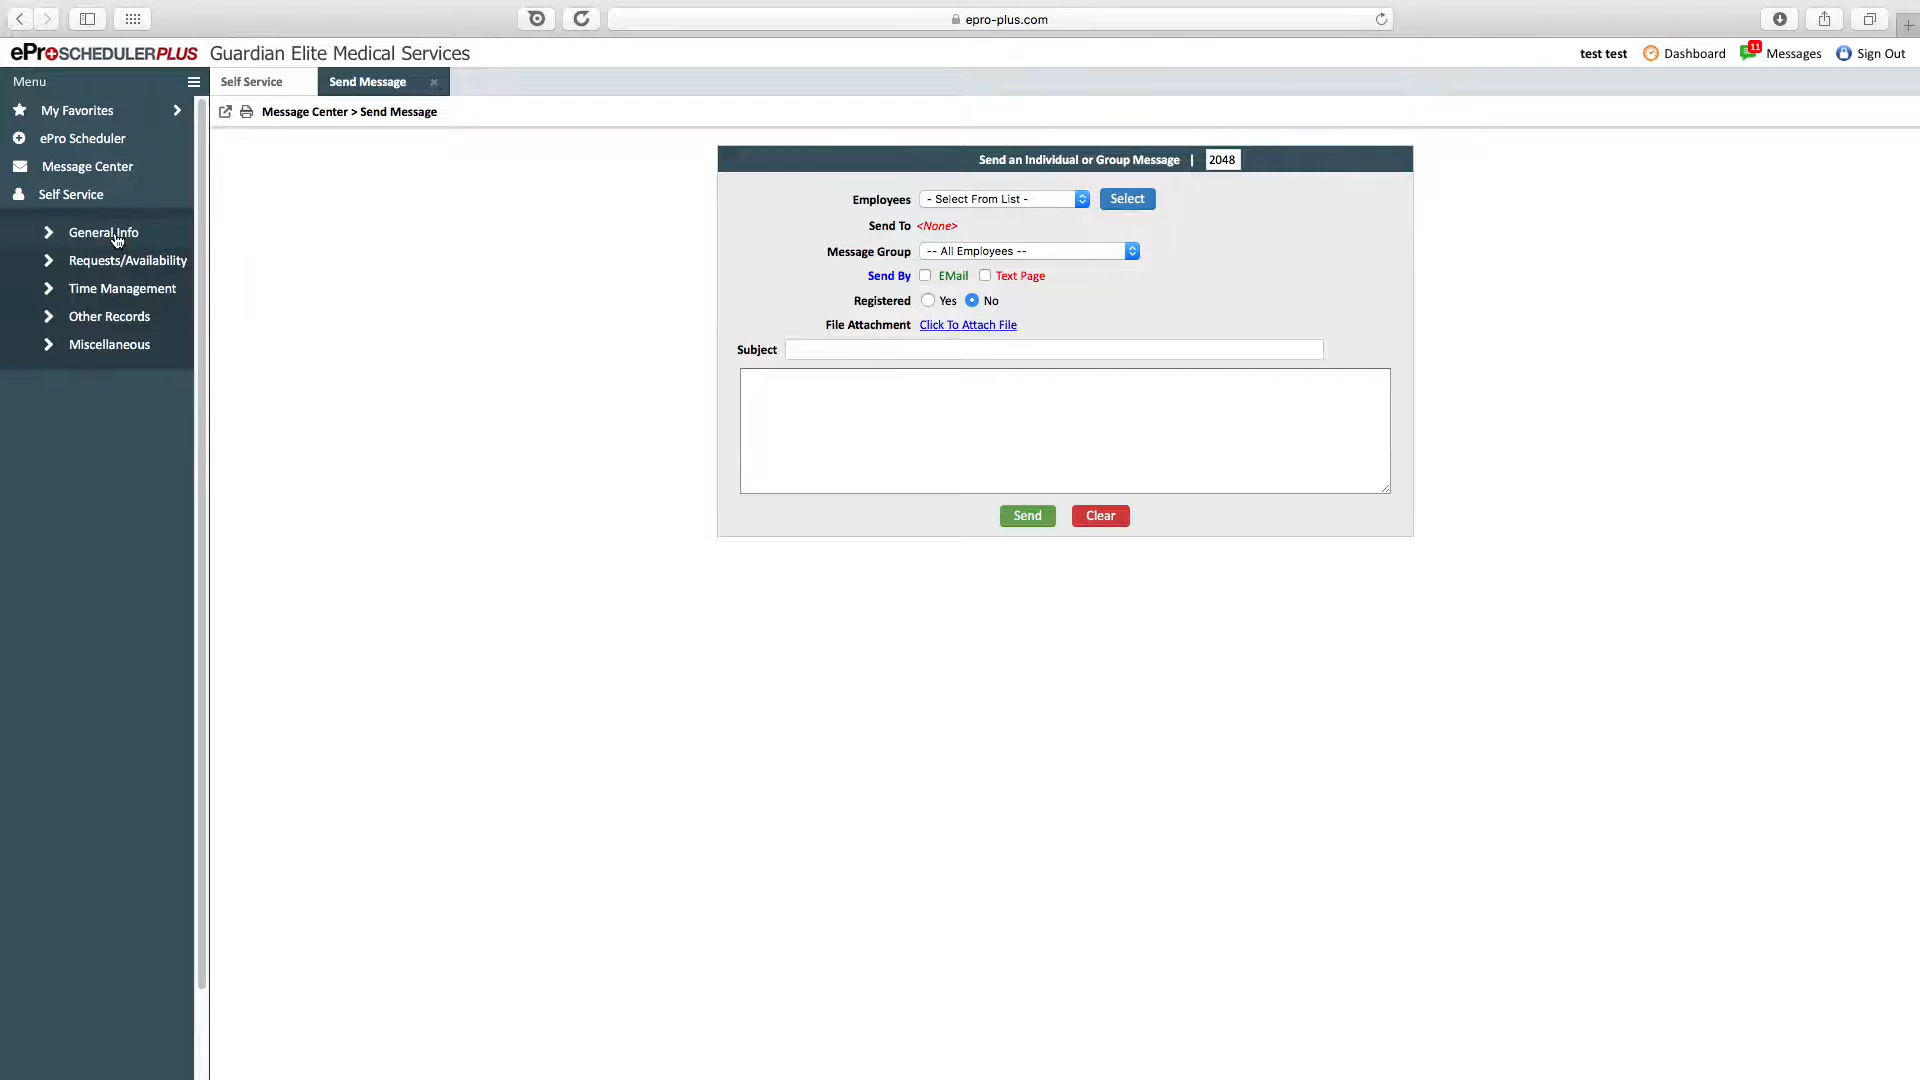 epro-plus.com
ePrOSCHEDULERPLUS Guardian Elite Medical Services
test test Dashboard 11 Messages Sign Out
Menu
Self Service Send Message ×
My Favorites
Message Center > Send Message
ePro Scheduler
Message Center
Self Service
General Info
Requests/Availability
Time Management
Other Records
Miscellaneous
Send an Individual or Group Message | 2048
Employees - Select From List - Select
Send To <None>
Message Group -- All Employees --
Send By EMail Text Page
Registered Yes No
File Attachment Click To Attach File
Subject
Send Clear